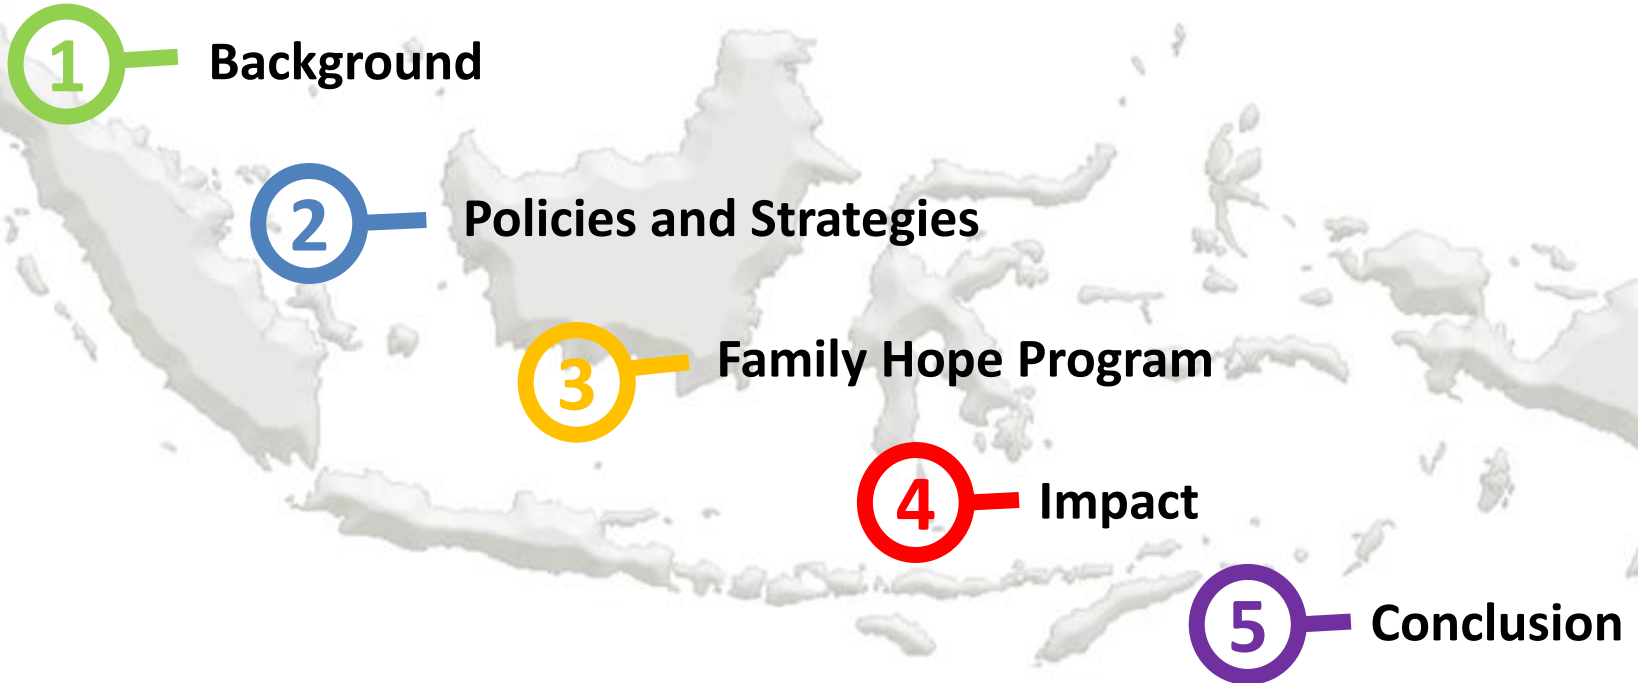 1 Background
2 Policies and Strategies
3 Family Hope Program
4 Impact
5 Conclusion